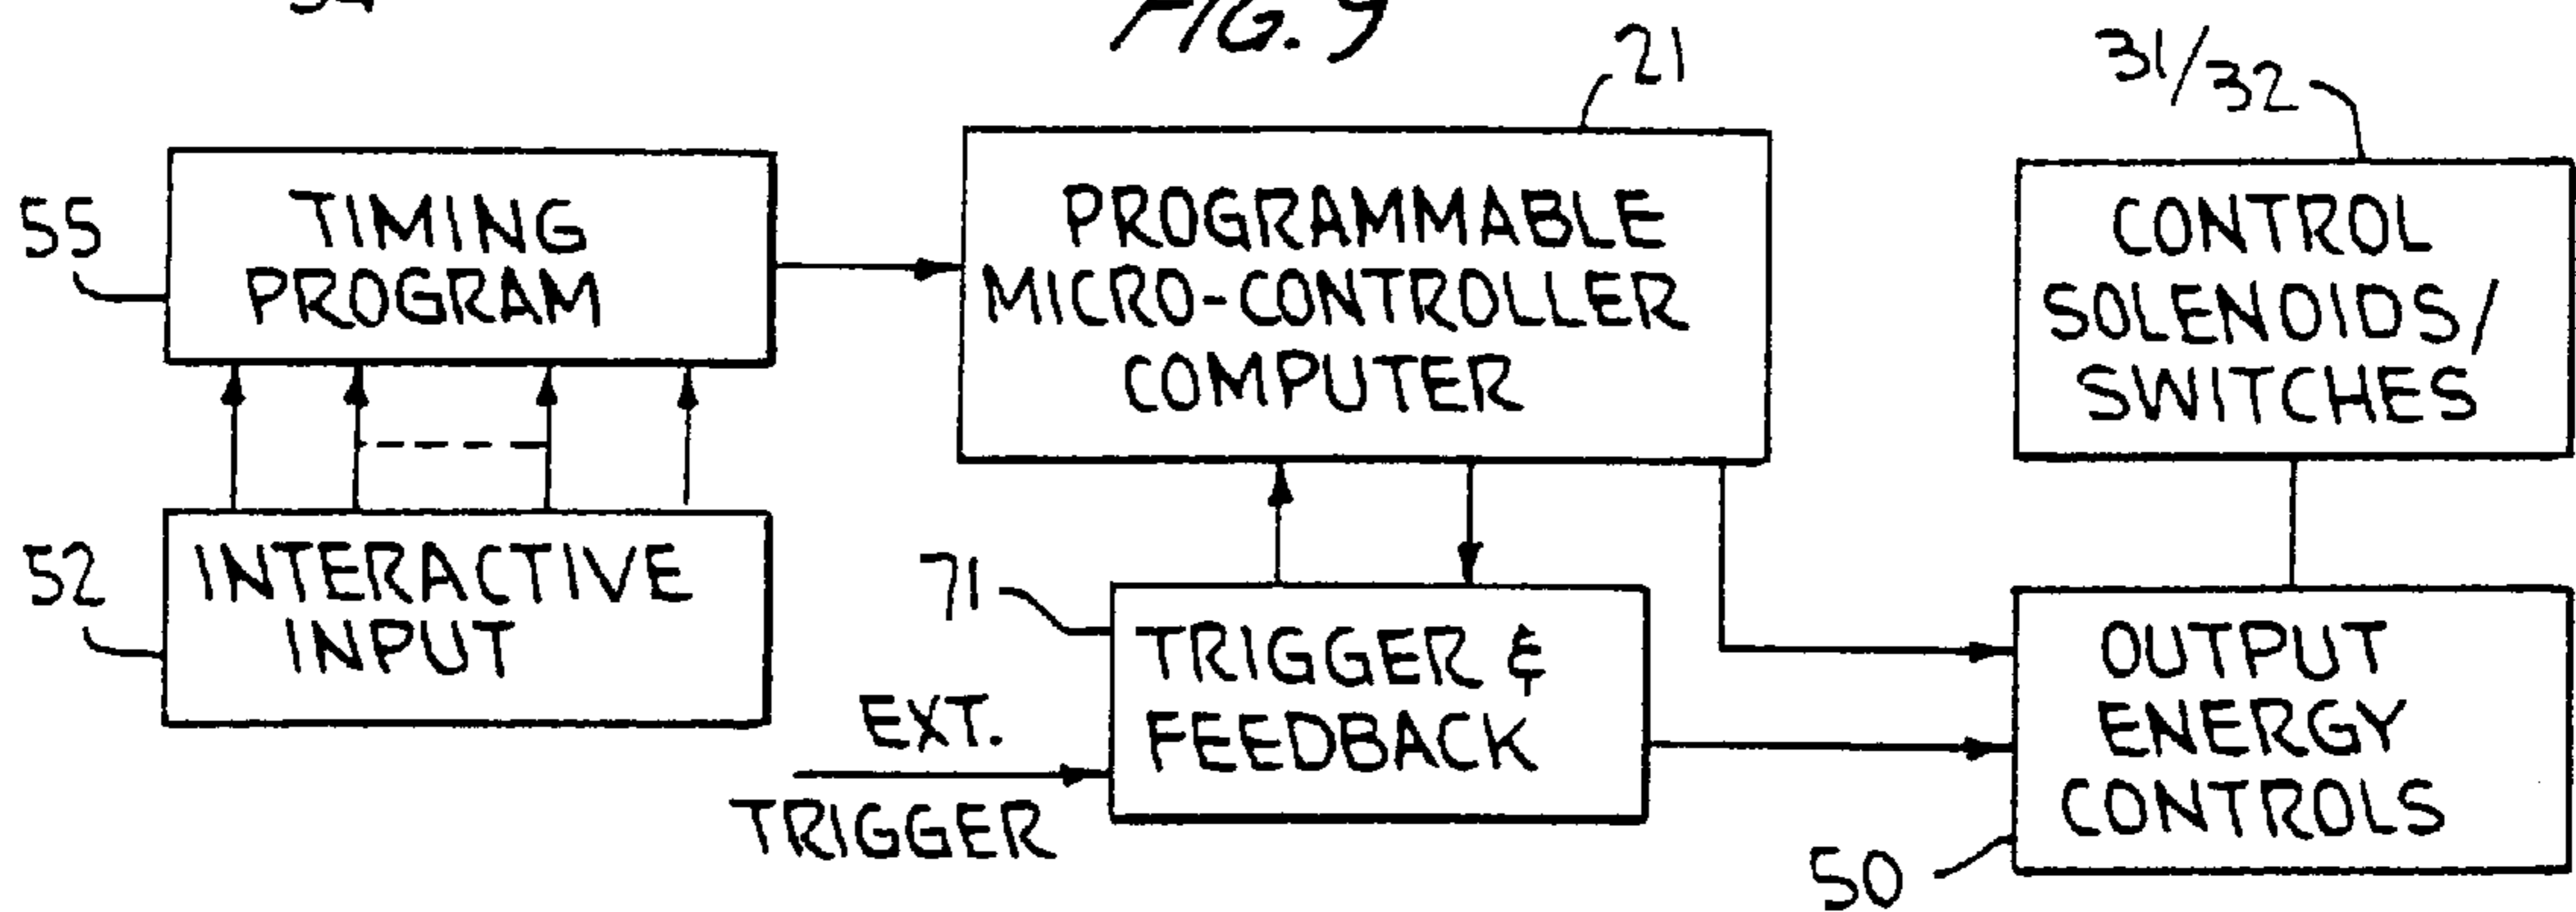 FIG. 9
21
31/32
55
TIMING
PROGRAM
PROGRAMMABLE
MICRO-CONTROLLER
COMPUTER
CONTROL
SOLENOIDS/
SWITCHES
52
INTERACTIVE
INPUT
71
TRIGGER &
FEEDBACK
EXT.
TRIGGER
OUTPUT
ENERGY
CONTROLS
50